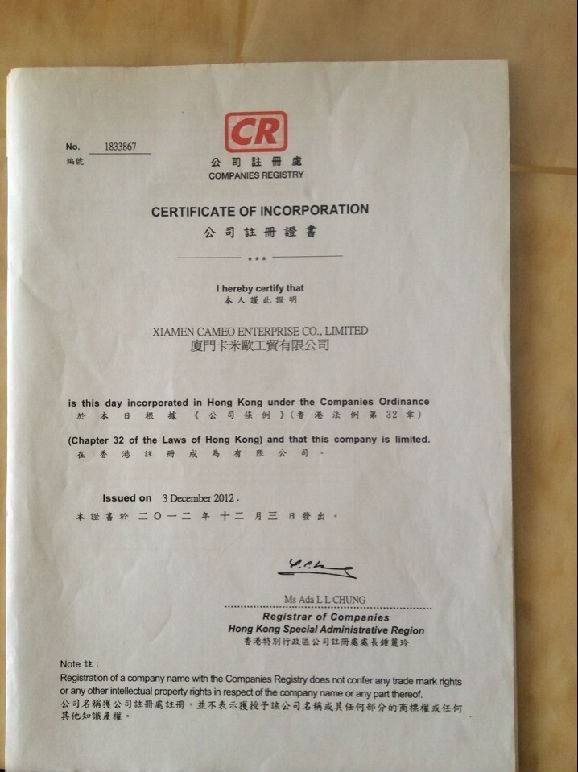 No. 1833867
編號
CR
公司註冊處
COMPANIES REGISTRY
CERTIFICATE OF INCORPORATION
公司註冊證書
***
I hereby certify that
本人謹此證明
XIAMEN CAMEO ENTERPRISE CO., LIMITED
廈門卡米歐工貿有限公司
is this day incorporated in Hong Kong under the Companies Ordinance
於本日根據《公司條例》(香港法例第32章)
(Chapter 32 of the Laws of Hong Kong) and that this company is limited.
在香港註冊成為有限公司。
Issued on 3 December 2012.
本證書於二〇一二年十二月三日發出。
Ms Ada L L CHUNG
Registrar of Companies
Hong Kong Special Administrative Region
香港特別行政區公司註冊處處長鍾麗玲
Note 註:
Registration of a company name with the Companies Registry does not confer any trade mark rights
or any other intellectual property rights in respect of the company name or any part thereof.
公司名稱獲公司註冊處註冊,並不表示獲授予該公司名稱或其任何部分的商標權或任何
其他知識產權。